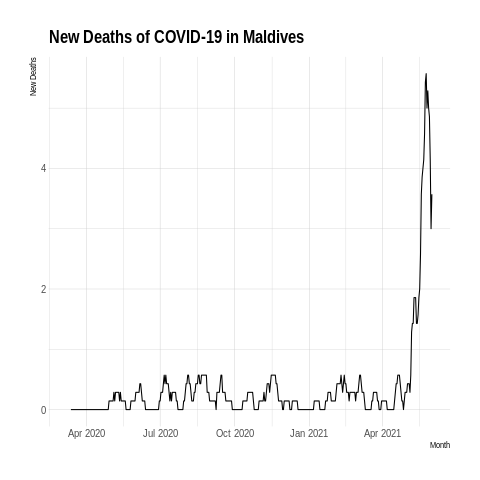 New Deaths of COVID-19 in Maldives
New Deaths
4
2
0
Apr 2020 Jul 2020 Oct 2020 Jan 2021 Apr 2021
Month